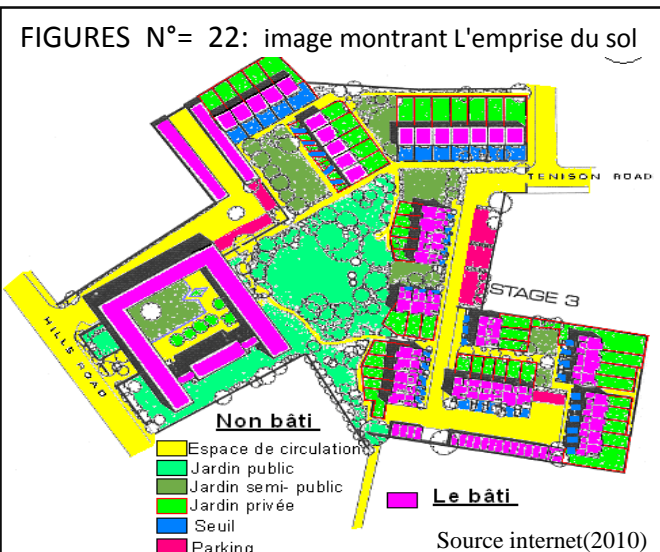 FIGURES N°= 22: image montrant L'emprise du sol
TENISON ROAD
STAGE 3
HILLS ROAD
Non bâti
Espace de circulation
Jardin public
Jardin semi- public
Jardin privée
Seuil
Parking
Le bâti
Source internet(2010)